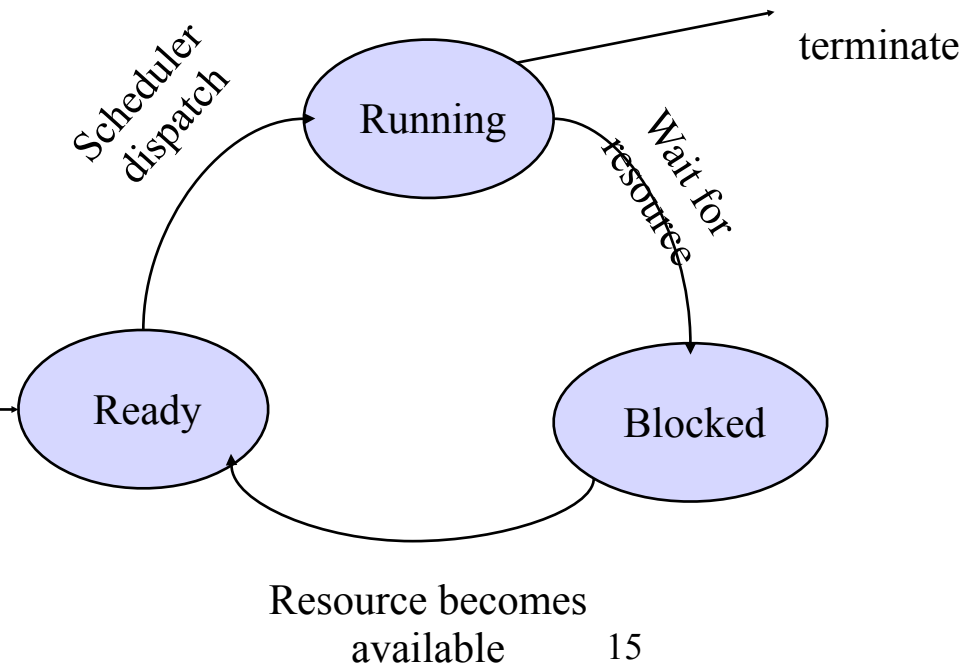 terminate
Scheduler
dispatch
Running
Wait for
resource
Ready
Blocked
Resource becomes
available
15